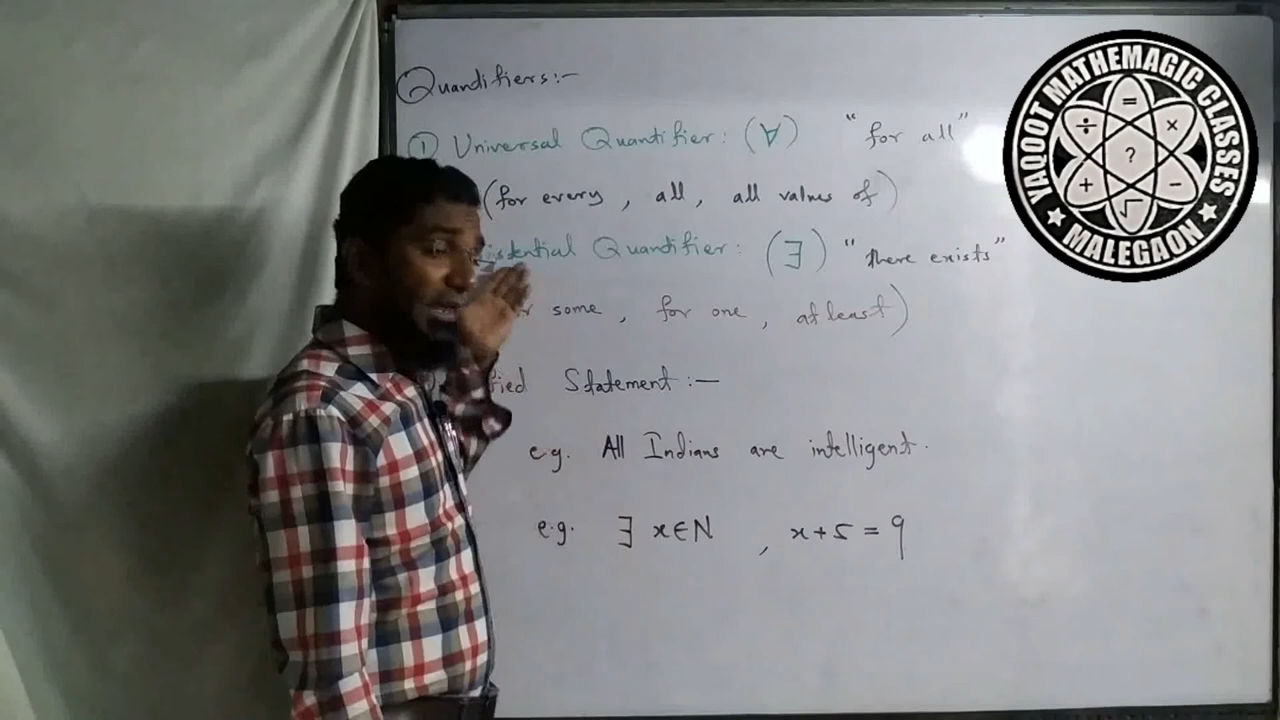 Quantifiers:-
① Universal Quantifier: (∀) "for all"
(for every, all, all values of)
Quantifier: (∃) "there exists"
some, for one, at least)
Statement:-
e.g. All Indians are intelligent.
e.g. ∃ x∈N, x+5=9
YAQOOT MATHEMAGIC CLASSES
MALEGAON
= ÷ × ? + − √